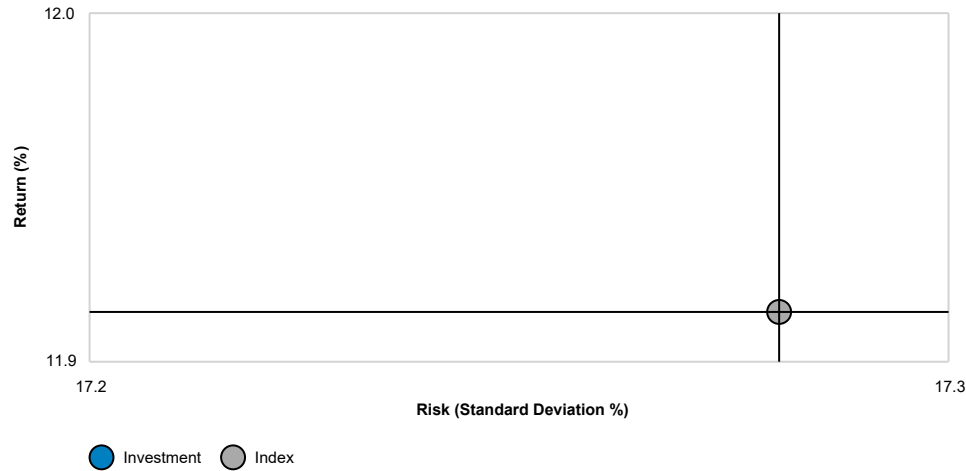 12.0
Return (%)
11.9
17.2
17.3
Risk (Standard Deviation %)
Investment
Index